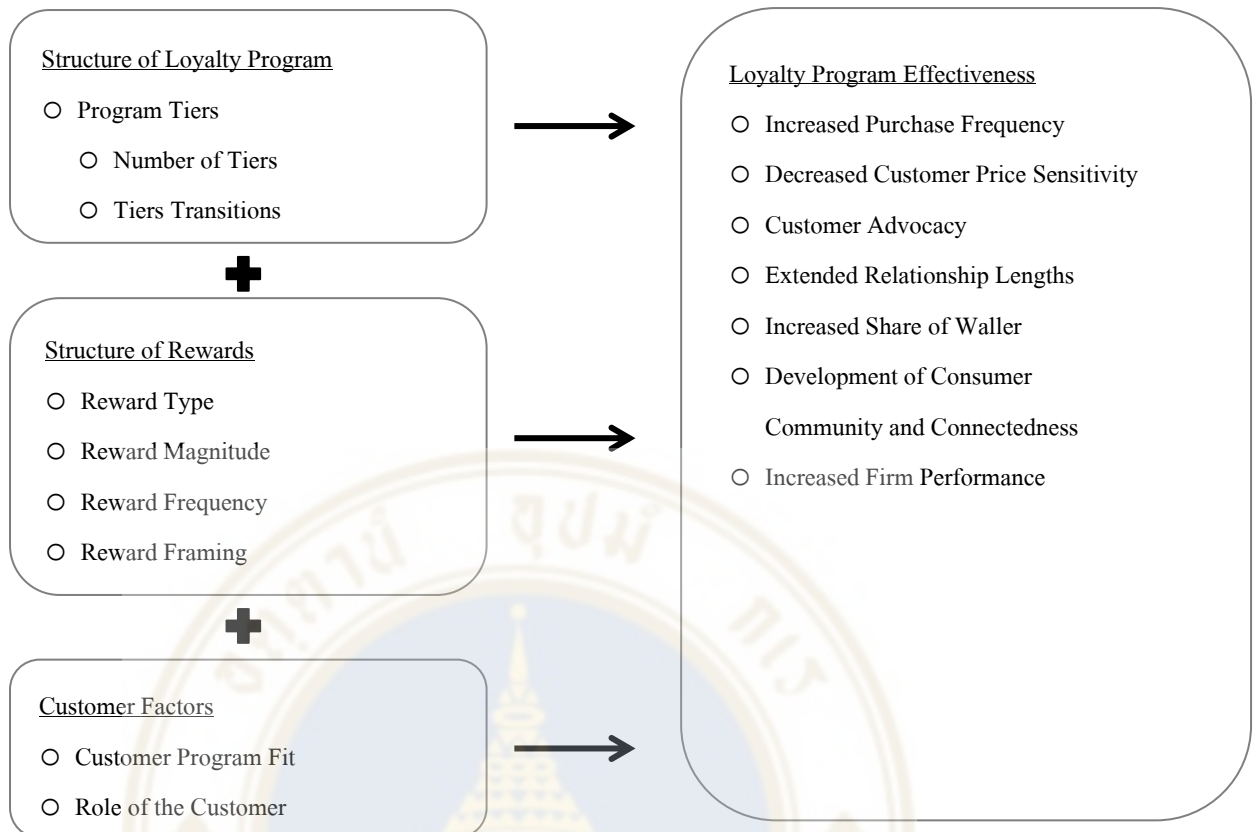 Structure of Loyalty Program
Program Tiers
Number of Tiers
Tiers Transitions
Structure of Rewards
Reward Type
Reward Magnitude
Reward Frequency
Reward Framing
Customer Factors
Customer Program Fit
Role of the Customer
Loyalty Program Effectiveness
Increased Purchase Frequency
Decreased Customer Price Sensitivity
Customer Advocacy
Extended Relationship Lengths
Increased Share of Waller
Development of Consumer
Community and Connectedness
Increased Firm Performance